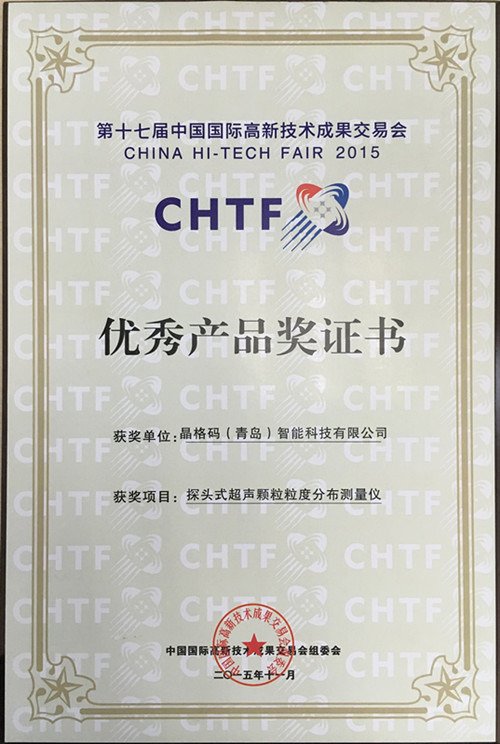 第十七届中国国际高新技术成果交易会
CHINA HI-TECH FAIR 2015
CHTF
优秀产品奖证书
获奖单位:晶格码（青岛）智能科技有限公司
获奖项目:探头式超声颗粒粒度分布测量仪
中国国际高新技术成果交易会组委会
二〇一五年十一月